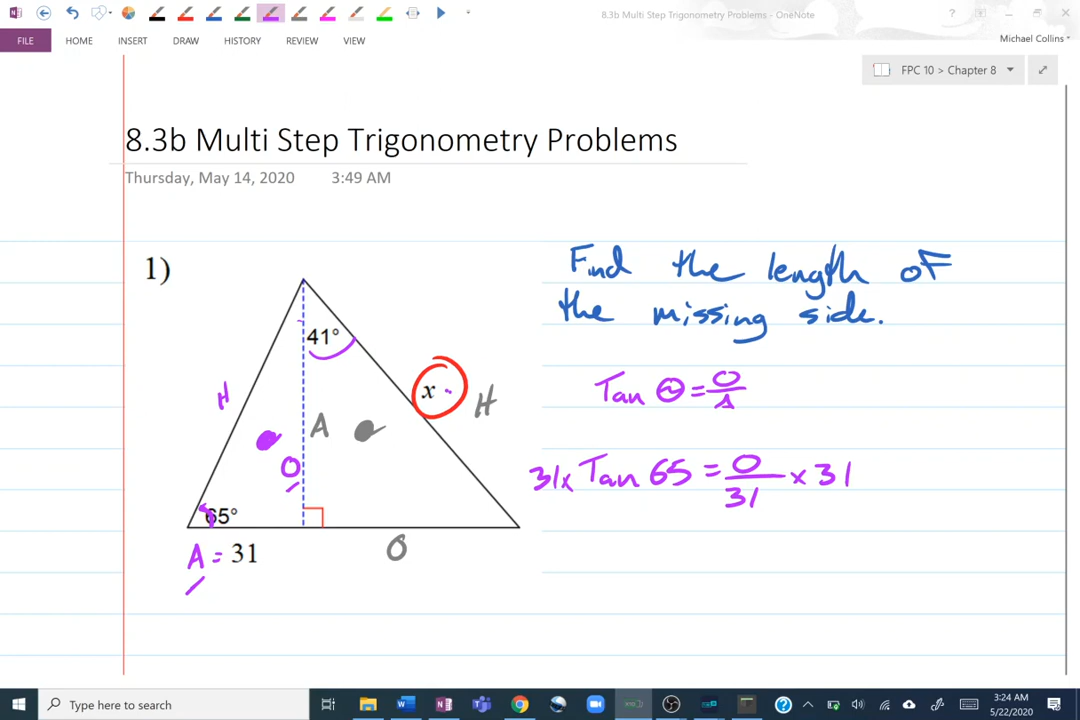 8.3b Multi Step Trigonometry Problems - OneNote
Michael Collins
FILE HOME INSERT DRAW HISTORY REVIEW VIEW
FPC 10 > Chapter 8
8.3b Multi Step Trigonometry Problems
Thursday, May 14, 2020 3:49 AM
1)
Find the length of
the missing side.
41°
x
H
H
A
O
65°
A = 31
O
Tan Θ = O/A
31 x Tan 65 = O/31 x 31
Type here to search
3:24 AM
5/22/2020